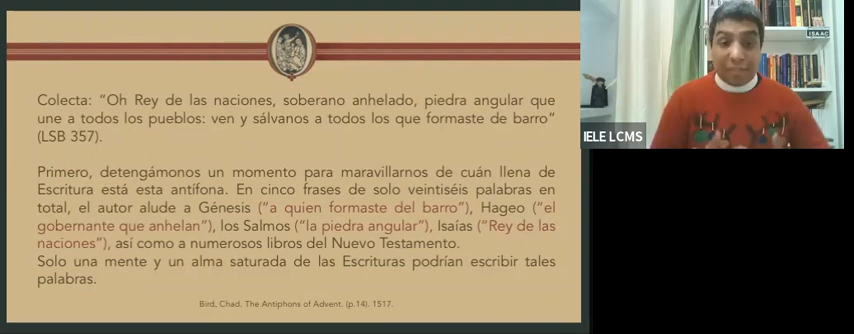 Colecta: “Oh Rey de las naciones, soberano anhelado, piedra angular que
une a todos los pueblos: ven y sálvanos a todos los que formaste de barro”
(LSB 357).
Primero, detengámonos un momento para maravillarnos de cuán llena de
Escritura está esta antífona. En cinco frases de solo veintiséis palabras en
total, el autor alude a Génesis (“a quien formaste del barro”), Hageo (“el
gobernante que anhelan”), los Salmos (“la piedra angular”), Isaías (“Rey de las
naciones”), así como a numerosos libros del Nuevo Testamento.
Solo una mente y un alma saturada de las Escrituras podrían escribir tales
palabras.
Bird, Chad. The Antiphons of Advent. (p.14). 1517.
ISAAC
IELE LCMS